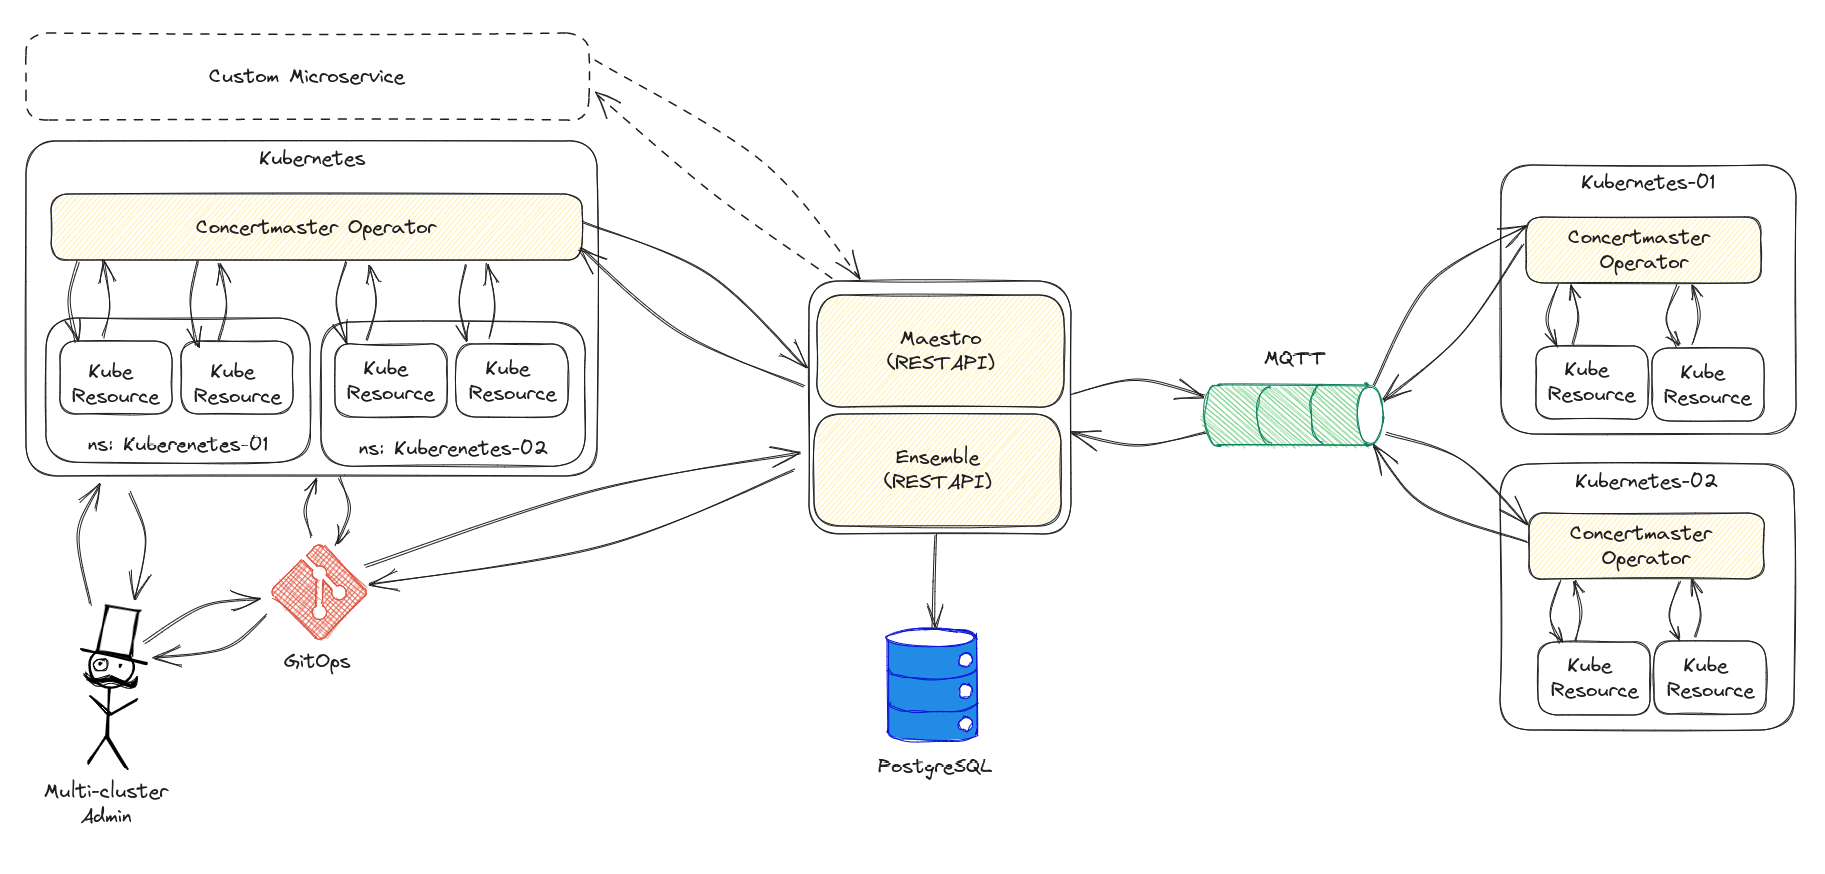 Custom Microservice
Kubernetes
Concertmaster Operator
Kube
Resource
Kube
Resource
ns: Kuberenetes-01
Kube
Resource
Kube
Resource
ns: Kuberenetes-02
GitOps
Multi-cluster
Admin
Maestro
(RESTAPI)
Ensemble
(RESTAPI)
PostgreSQL
MQTT
Kubernetes-01
Concertmaster
Operator
Kube
Resource
Kube
Resource
Kubernetes-02
Concertmaster
Operator
Kube
Resource
Kube
Resource